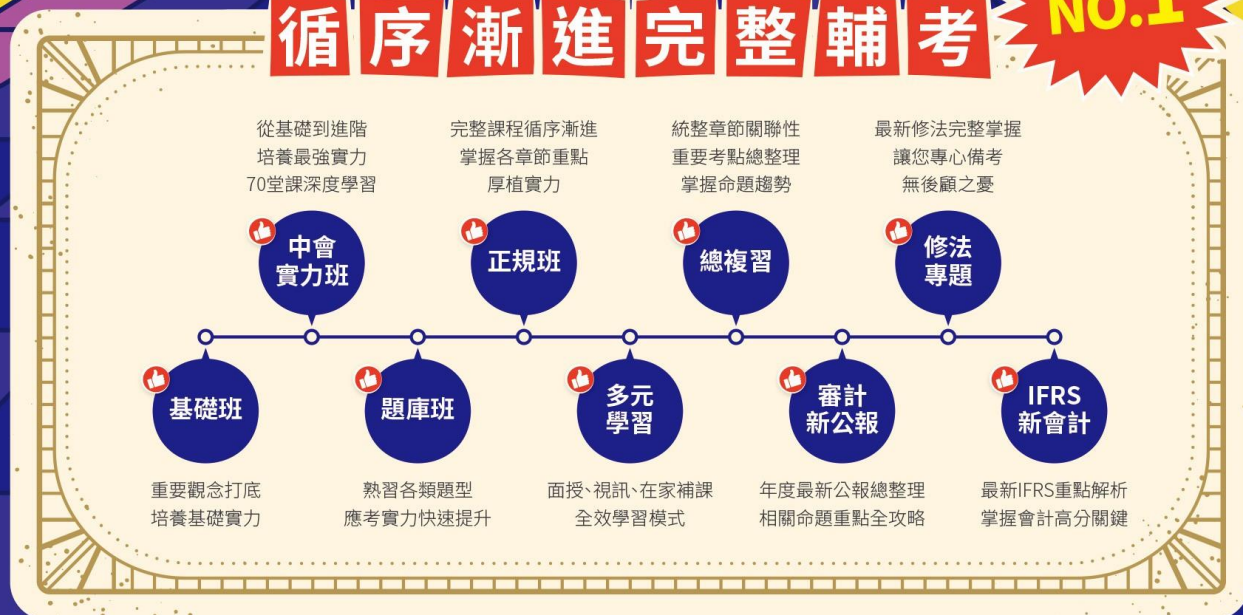 循序漸進完整輔考
NO.1
從基礎到進階
培養最強實力
70堂課深度學習
中會
實力班
完整課程循序漸進
掌握各章節重點
厚植實力
正規班
統整章節關聯性
重要考點總整理
掌握命題趨勢
總複習
最新修法完整掌握
讓您專心備考
無後顧之憂
修法
專題
基礎班
重要觀念打底
培養基礎實力
題庫班
熟習各類題型
應考實力快速提升
多元
學習
面授、視訊、在家補課
全效學習模式
審計
新公報
年度最新公報總整理
相關命題重點全攻略
IFRS
新會計
最新IFRS重點解析
掌握會計高分關鍵